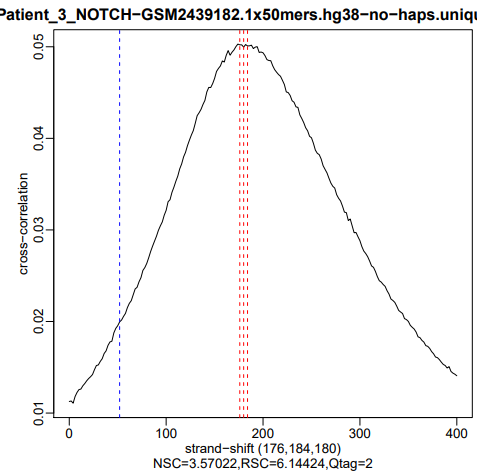 Patient_3_NOTCH−GSM2439182.1x50mers.hg38−no−haps.uniqu
0.05
0.04
0.03
0.02
0.01
cross−correlation
0 100 200 300 400
strand−shift (176,184,180)
NSC=3.57022,RSC=6.14424,Qtag=2